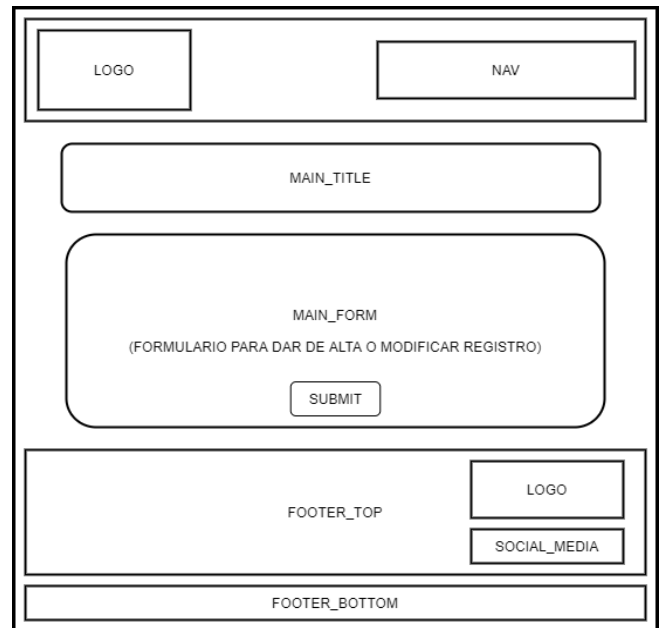 LOGO
NAV
MAIN_TITLE
MAIN_FORM
(FORMULARIO PARA DAR DE ALTA O MODIFICAR REGISTRO)
SUBMIT
FOOTER_TOP
LOGO
SOCIAL_MEDIA
FOOTER_BOTTOM